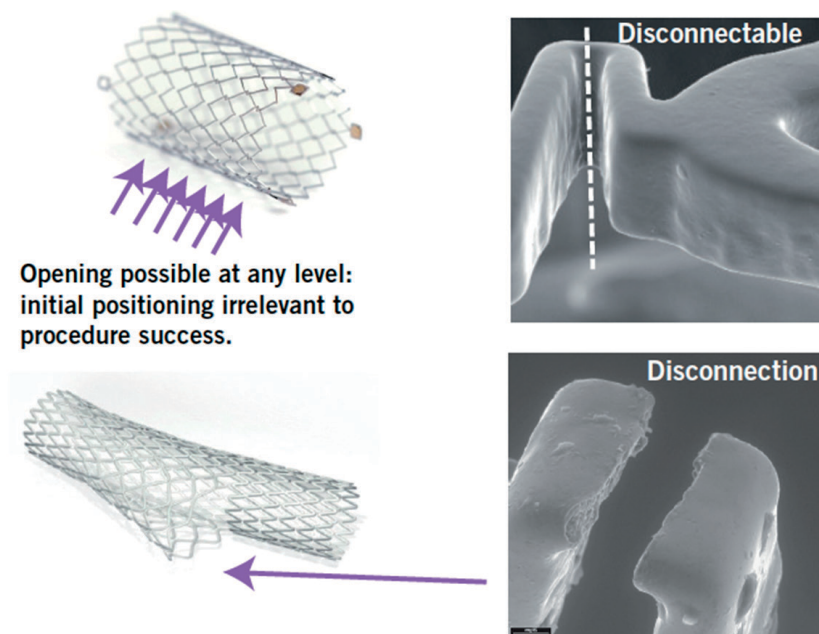 Disconnectable
Opening possible at any level:
initial positioning irrelevant to
procedure success.
Disconnection